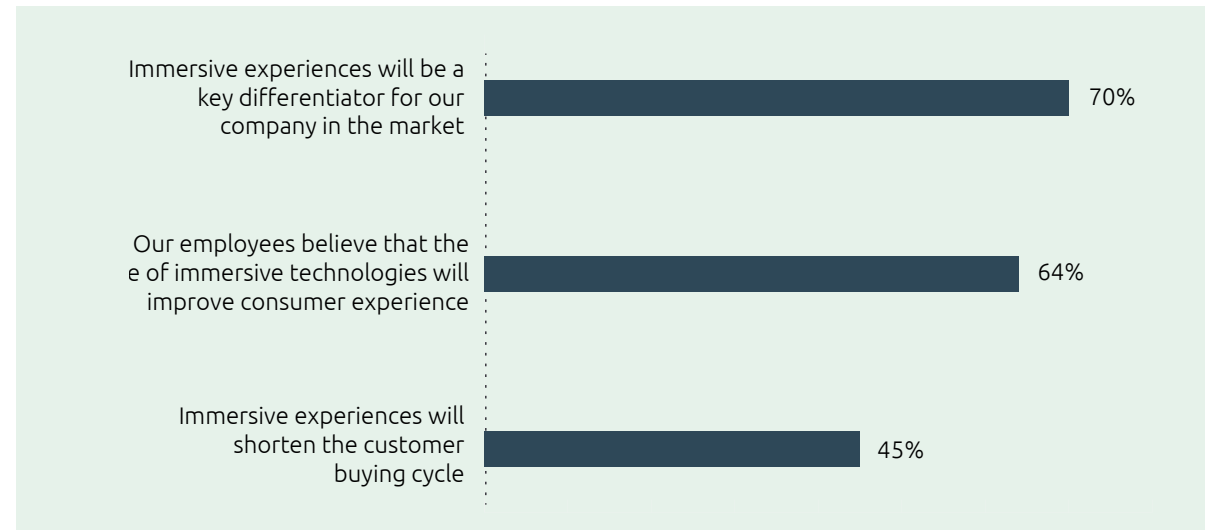 Immersive experiences will be a
key differentiator for our
company in the market
70%
Our employees believe that the
e of immersive technologies will
improve consumer experience
64%
Immersive experiences will
shorten the customer
buying cycle
45%